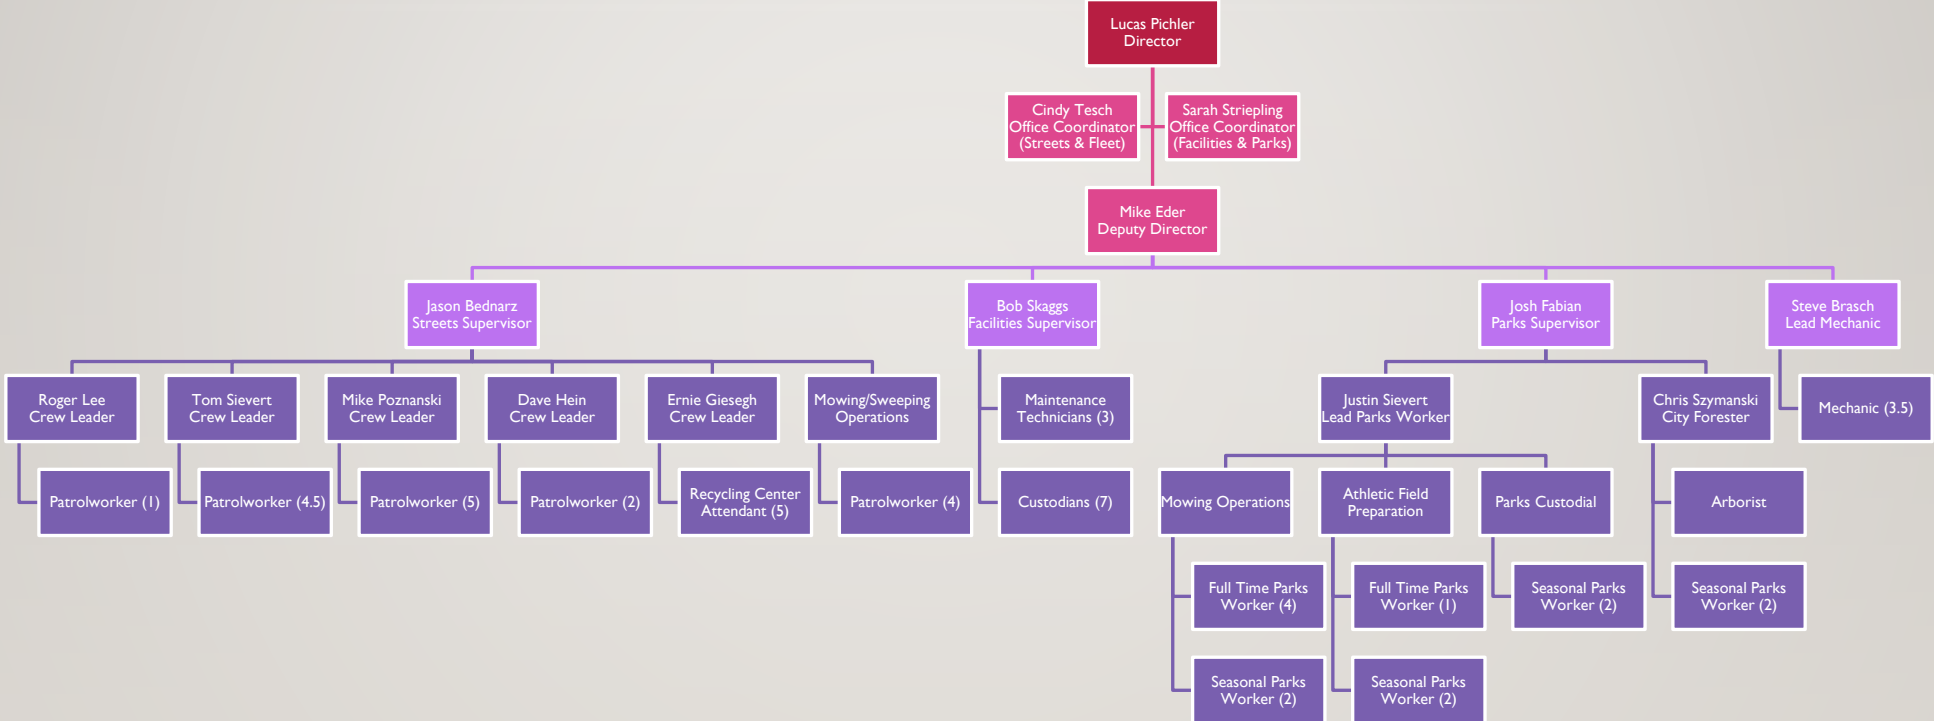 Lucas Pichler
Director
Cindy Tesch
Office Coordinator
(Streets & Fleet)
Sarah Striepling
Office Coordinator
(Facilities & Parks)
Mike Eder
Deputy Director
Jason Bednarz
Streets Supervisor
Bob Skaggs
Facilities Supervisor
Josh Fabian
Parks Supervisor
Steve Brasch
Lead Mechanic
Roger Lee
Crew Leader
Tom Sievert
Crew Leader
Mike Poznanski
Crew Leader
Dave Hein
Crew Leader
Ernie Giesegh
Crew Leader
Mowing/Sweeping
Operations
Maintenance
Technicians (3)
Justin Sievert
Lead Parks Worker
Chris Szymanski
City Forester
Mechanic (3.5)
Patrolworker (1)
Patrolworker (4.5)
Patrolworker (5)
Patrolworker (2)
Recycling Center
Attendant (5)
Patrolworker (4)
Custodians (7)
Mowing Operations
Athletic Field
Preparation
Parks Custodial
Arborist
Full Time Parks
Worker (4)
Full Time Parks
Worker (1)
Seasonal Parks
Worker (2)
Seasonal Parks
Worker (2)
Seasonal Parks
Worker (2)
Seasonal Parks
Worker (2)